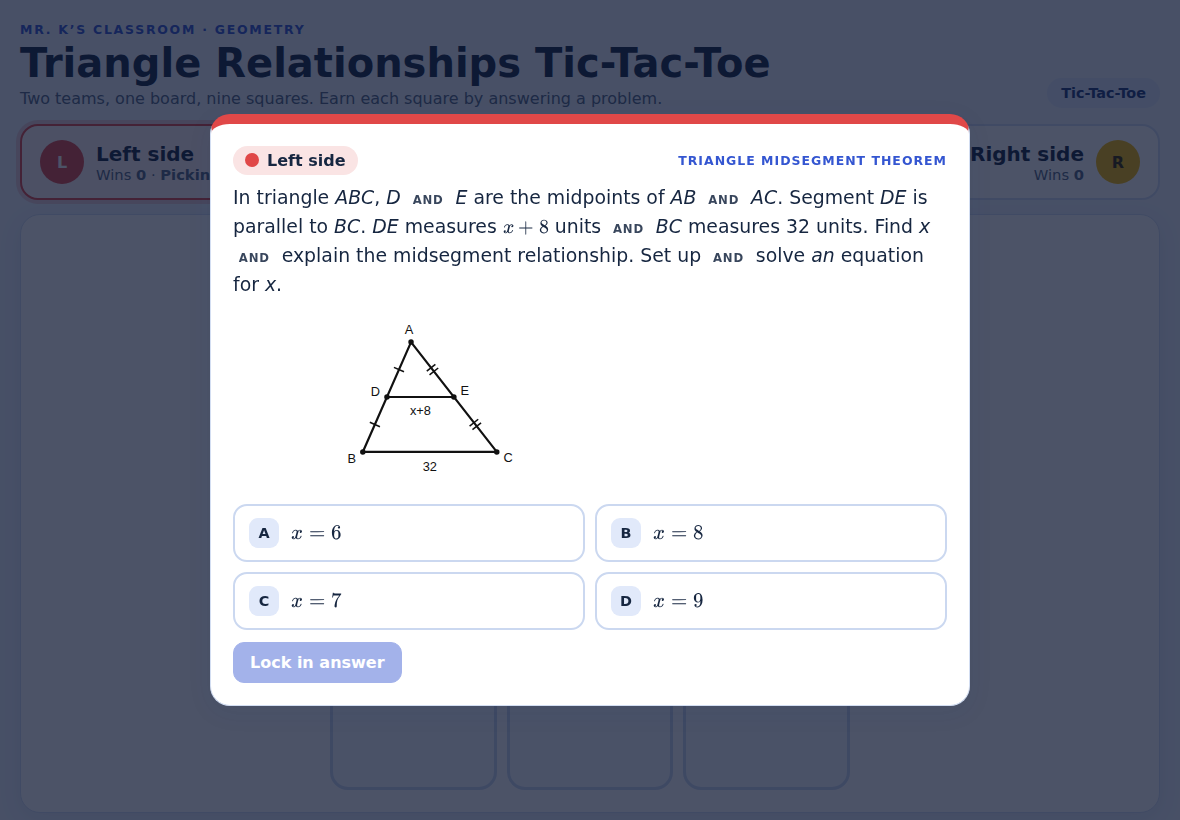 MR. K’S CLASSROOM · GEOMETRY
Triangle Relationships Tic-Tac-Toe
Two teams, one board, nine squares. Earn each square by answering a problem.
Tic-Tac-Toe
L
Left side
Wins 0 · Pickin
Right side
Wins 0
R
Left side
TRIANGLE MIDSEGMENT THEOREM
In triangle ABC, D AND E are the midpoints of AB AND AC. Segment DE is
parallel to BC. DE measures x + 8 units AND BC measures 32 units. Find x
AND explain the midsegment relationship. Set up AND solve an equation
for x.
A
D
E
x+8
B
C
32
A x = 6
B x = 8
C x = 7
D x = 9
Lock in answer